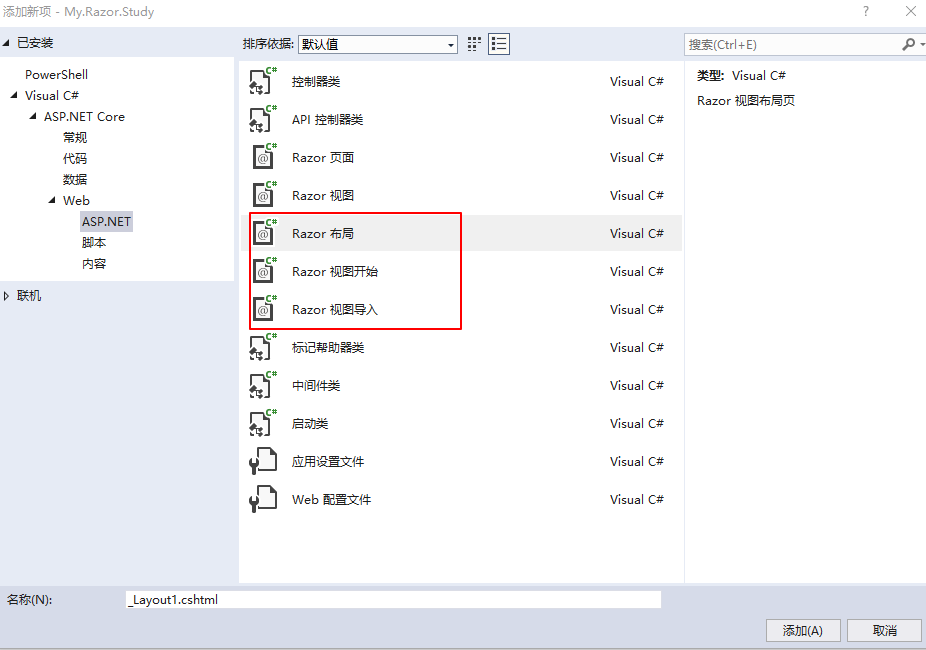 添加新项 - My.Razor.Study
?
已安装
PowerShell
Visual C#
ASP.NET Core
常规
代码
数据
Web
ASP.NET
脚本
内容
联机
排序依据: 默认值
C# 控制器类 Visual C#
C# API 控制器类 Visual C#
C# @ Razor 页面 Visual C#
C# @ Razor 视图 Visual C#
C# @ Razor 布局 Visual C#
C# @ Razor 视图开始 Visual C#
C# @ Razor 视图导入 Visual C#
C# 标记帮助器类 Visual C#
C# 中间件类 Visual C#
C# 启动类 Visual C#
应用设置文件 Visual C#
Web 配置文件 Visual C#
搜索(Ctrl+E)
类型: Visual C#
Razor 视图布局页
名称(N): _Layout1.cshtml
添加(A) 取消